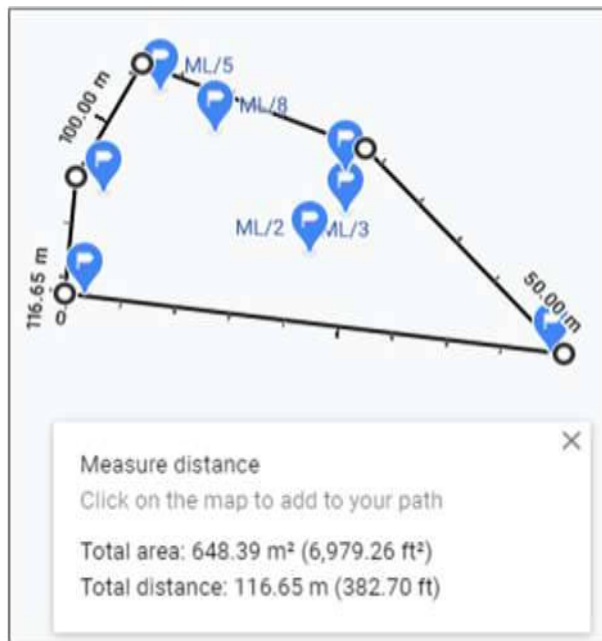 ML/5
ML/8
100.00 m
ML/2
ML/3
50.00 m
116.65 m
0
Measure distance
Click on the map to add to your path
Total area: 648.39 m² (6,979.26 ft²)
Total distance: 116.65 m (382.70 ft)